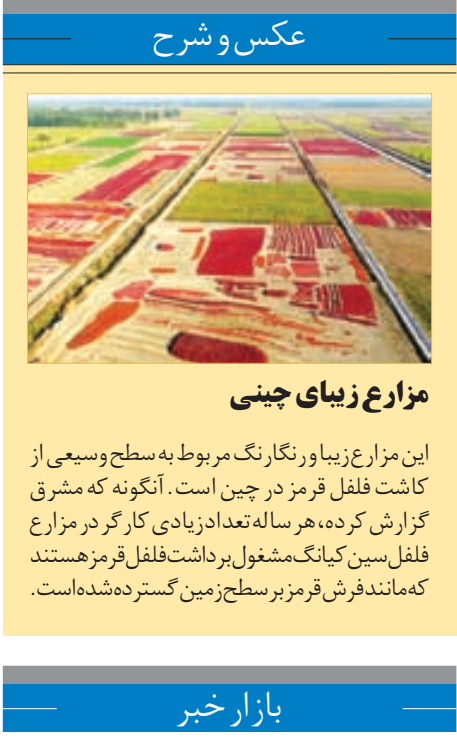 عکس و شرح
مزارع زیبای چینی
این مزارع زیبا و رنگارنگ مربوط به سطح وسیعی از
کاشت فلفل قرمز در چین است. آنگونه که مشرق
گزارش کرده، هر ساله تعداد زیادی کارگر در مزارع
فلفل سین کیانگ مشغول برداشت فلفل قرمز هستند
که مانند فرش قرمز بر سطح زمین گسترده شده است.
بازار خبر